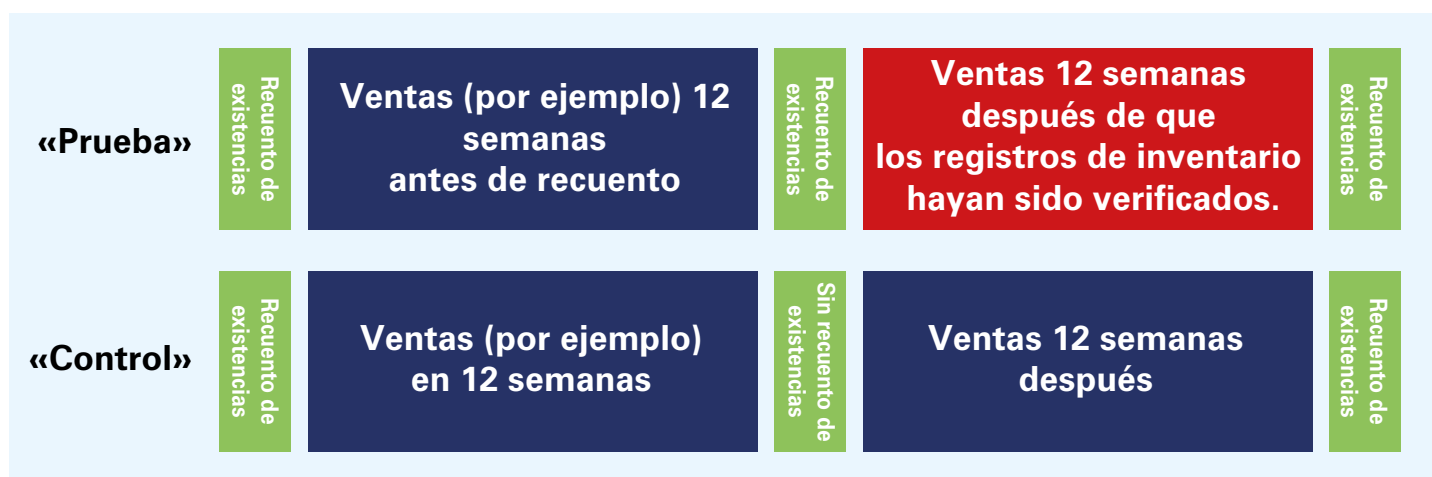 «Prueba»
Recuento de
existencias
Ventas (por ejemplo) 12
semanas
antes de recuento
Recuento de
existencias
Ventas 12 semanas
después de que
los registros de inventario
hayan sido verificados.
Recuento de
existencias
«Control»
Recuento de
existencias
Ventas (por ejemplo)
en 12 semanas
Sin recuento de
existencias
Ventas 12 semanas
después
Recuento de
existencias